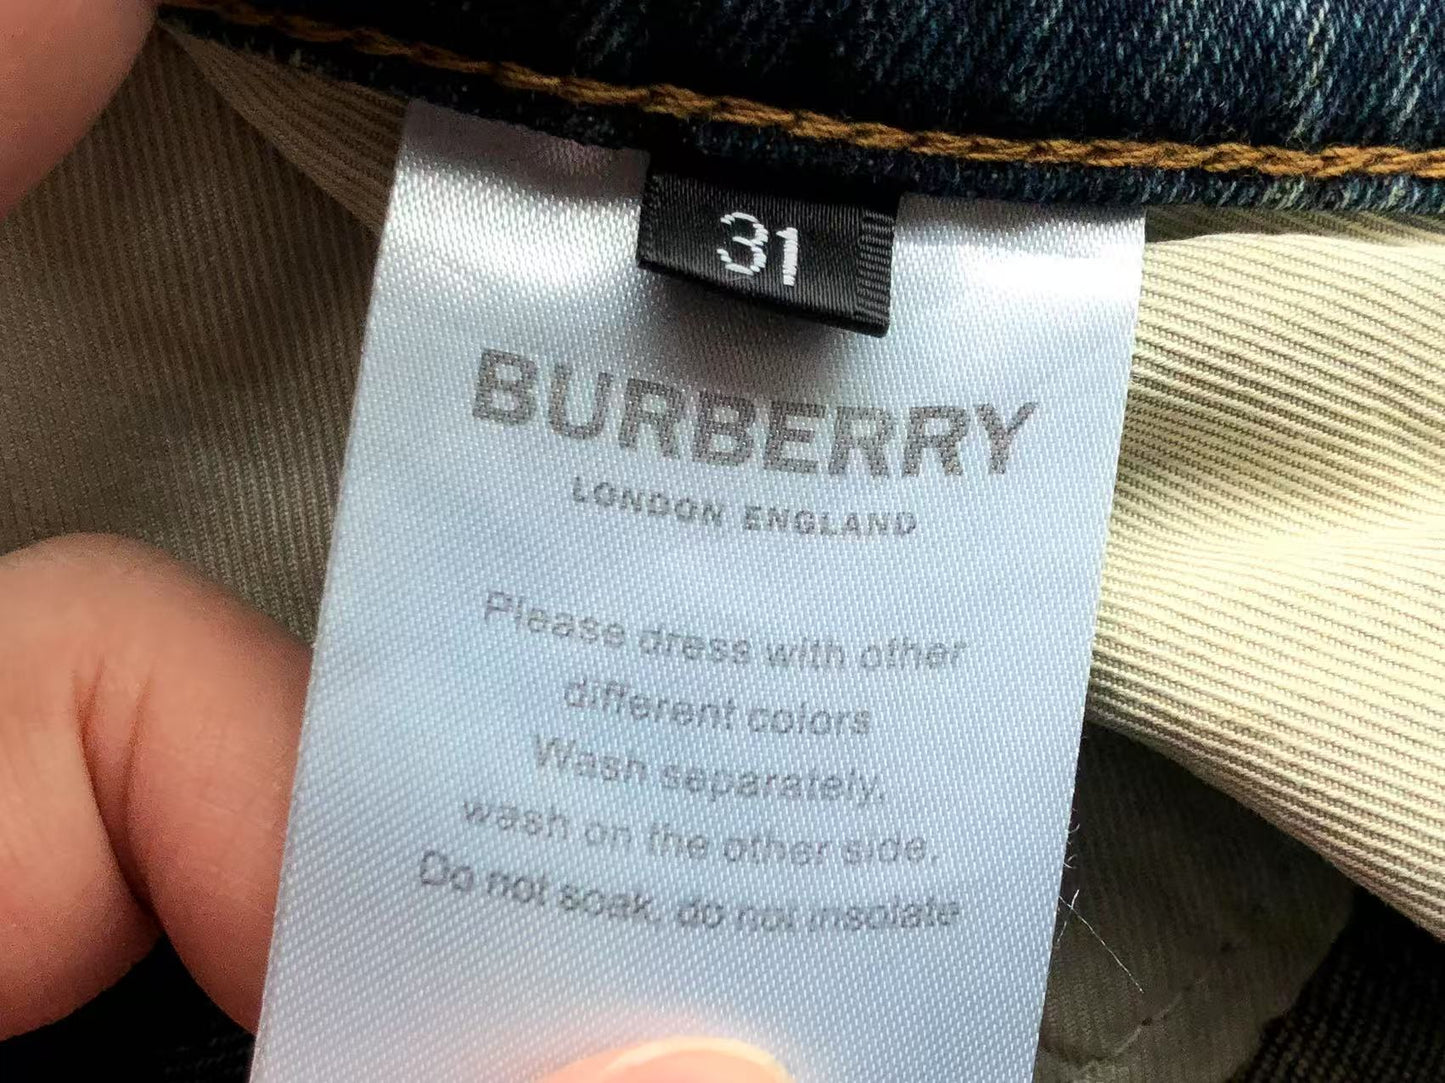 31
BURBERRY
LONDON ENGLAND
Please dress with other
different colors
Wash separately,
wash on the other side.
Do not soak. do not insolate